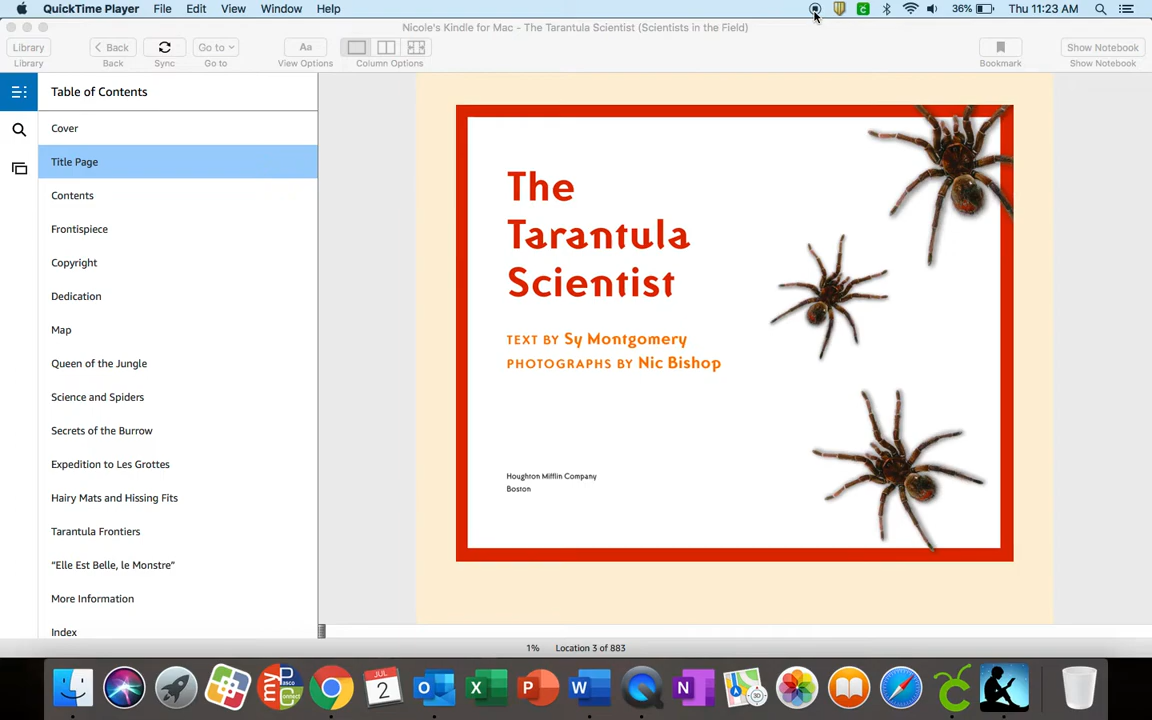 QuickTime Player File Edit View Window Help 36% Thu 11:23 AM
Nicole's Kindle for Mac - The Tarantula Scientist (Scientists in the Field)
Library Back Go to Aa Show Notebook
Library Back Sync Go to View Options Column Options Bookmark Show Notebook
Table of Contents
Cover
Title Page
Contents
Frontispiece
Copyright
Dedication
Map
Queen of the Jungle
Science and Spiders
Secrets of the Burrow
Expedition to Les Grottes
Hairy Mats and Hissing Fits
Tarantula Frontiers
“Elle Est Belle, le Monstre”
More Information
Index
The
Tarantula
Scientist
TEXT BY Sy Montgomery
PHOTOGRAPHS BY Nic Bishop
Houghton Mifflin Company
Boston
1% Location 3 of 883
JUL
2